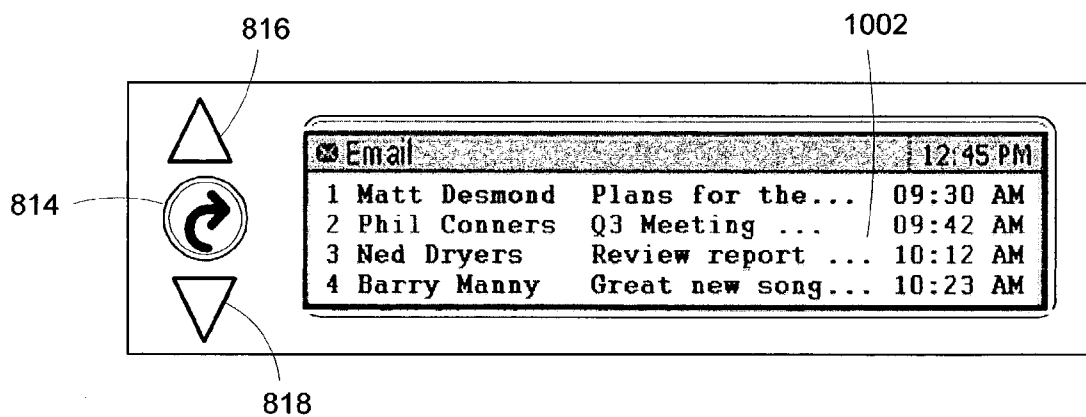 816
1002
Email 12:45 PM
814
1 Matt Desmond Plans for the... 09:30 AM
2 Phil Conners Q3 Meeting ... 09:42 AM
3 Ned Dryers Review report ... 10:12 AM
4 Barry Manny Great new song... 10:23 AM
818